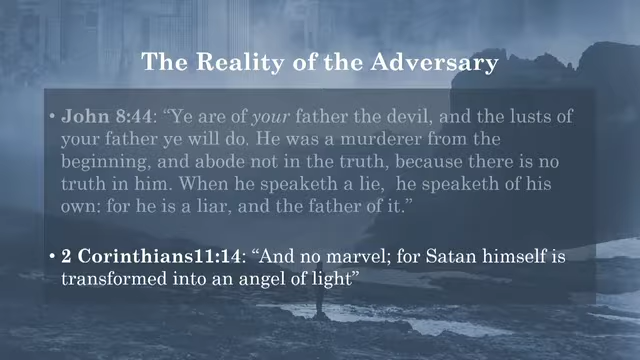 The Reality of the Adversary
• John 8:44: “Ye are of your father the devil, and the lusts of
your father ye will do. He was a murderer from the
beginning, and abode not in the truth, because there is no
truth in him. When he speaketh a lie,  he speaketh of his
own: for he is a liar, and the father of it.”
• 2 Corinthians11:14: “And no marvel; for Satan himself is
transformed into an angel of light”